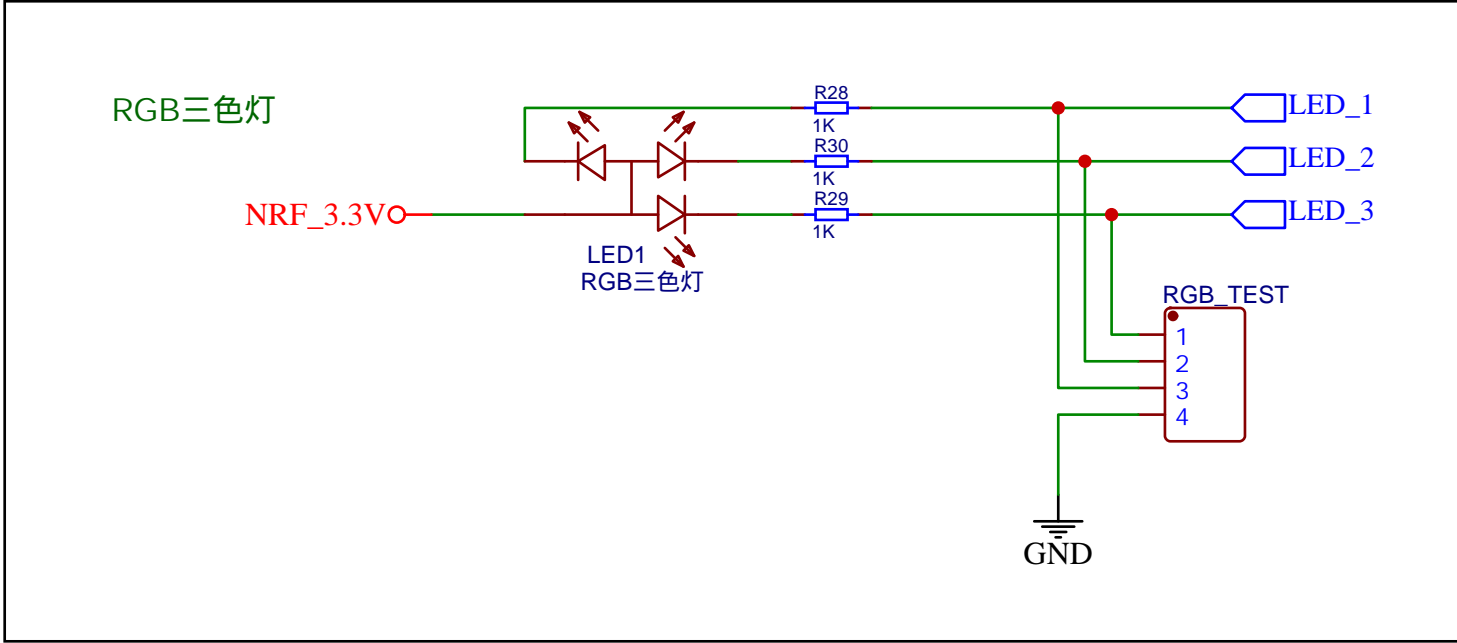 RGB三色灯
R28
1K
LED_1
R30
1K
LED_2
NRF_3.3V
R29
1K
LED_3
LED1
RGB三色灯
RGB_TEST
1
2
3
4
GND